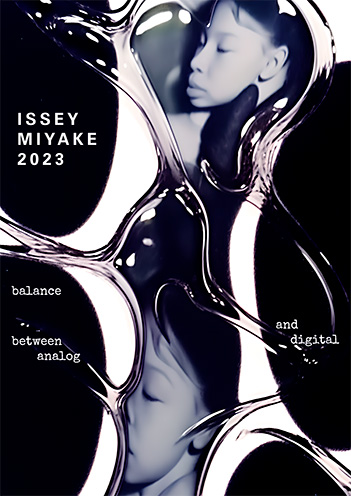 ISSEY
MIYAKE
2023
balance
between
analog
and
digital